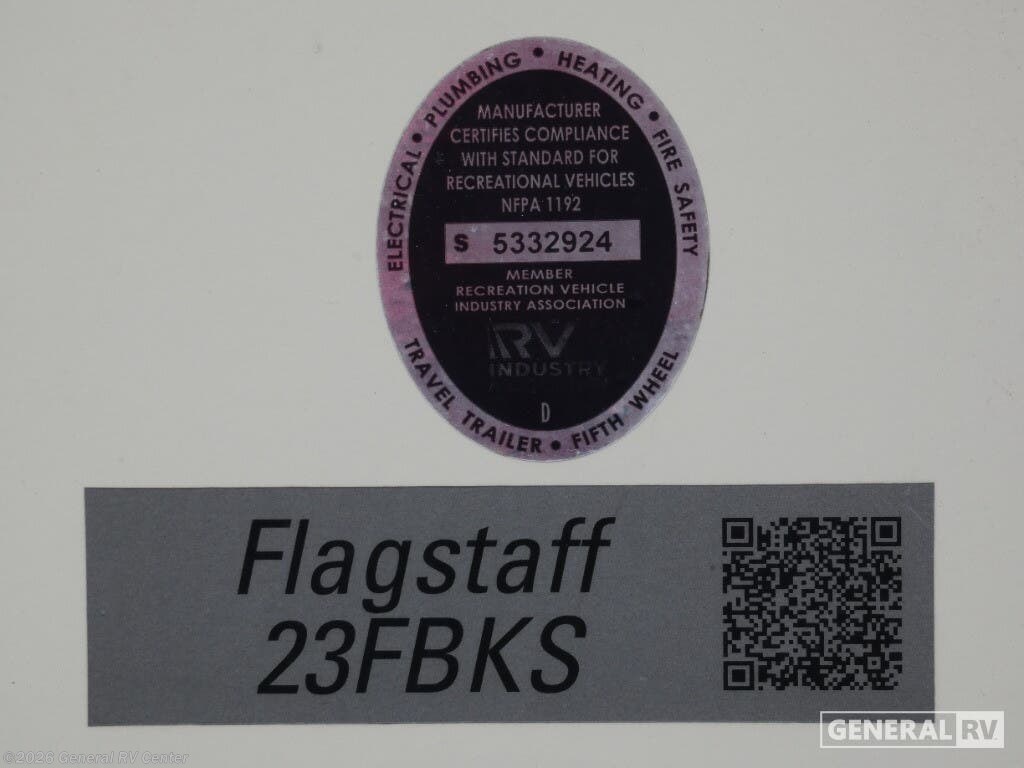 ELECTRICAL • PLUMBING • HEATING • FIRE SAFETY
MANUFACTURER
CERTIFIES COMPLIANCE
WITH STANDARD FOR
RECREATIONAL VEHICLES
NFPA 1192
S 5332924
MEMBER
RECREATION VEHICLE
INDUSTRY ASSOCIATION
RV
INDUSTRY
D
TRAVEL TRAILER • FIFTH WHEEL
Flagstaff
23FBKS
GENERAL RV
©2026 General RV Center